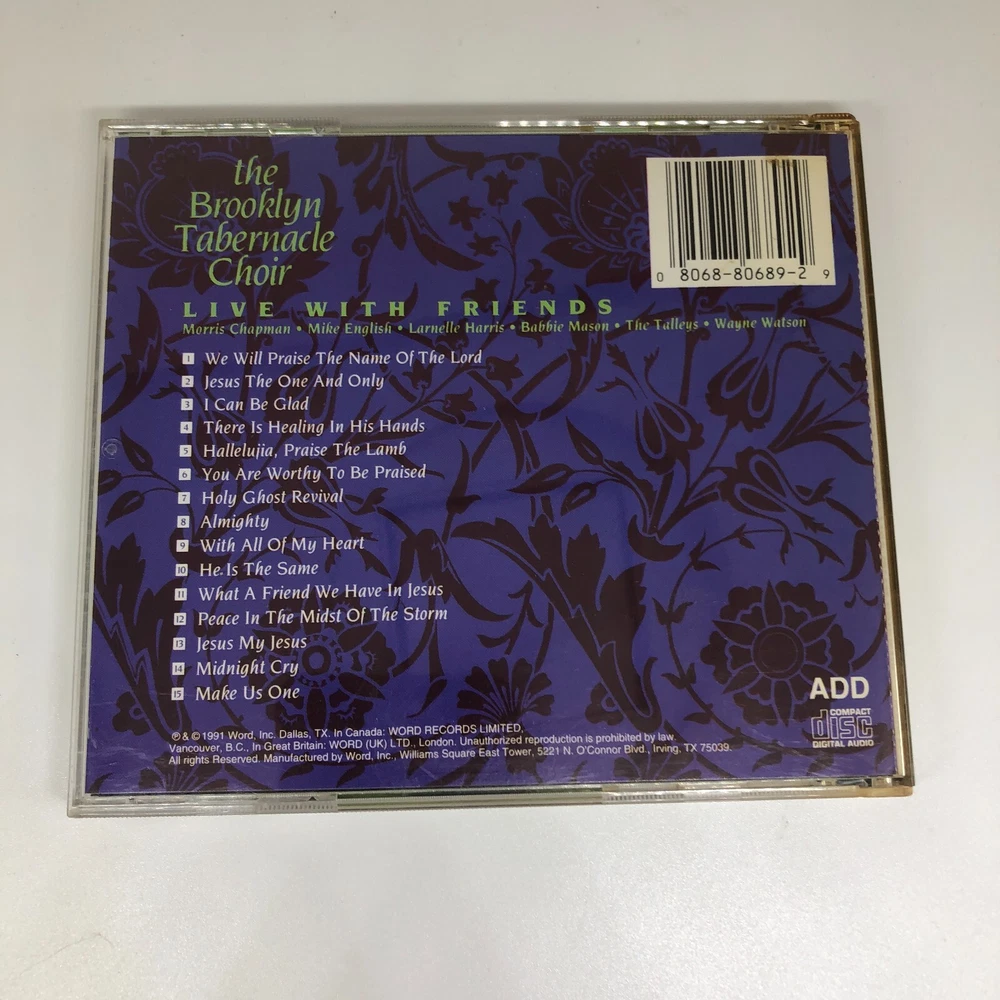 the
Brooklyn
Tabernacle
Choir
LIVE WITH FRIENDS
Morris Chapman • Mike English • Larnelle Harris • Babbie Mason • The Talleys • Wayne Watson
0 8068-80689-2 9
1 We Will Praise The Name Of The Lord
2 Jesus The One And Only
3 I Can Be Glad
4 There Is Healing In His Hands
5 Hallelujia, Praise The Lamb
6 You Are Worthy To Be Praised
7 Holy Ghost Revival
8 Almighty
9 With All Of My Heart
10 He Is The Same
11 What A Friend We Have In Jesus
12 Peace In The Midst Of The Storm
13 Jesus My Jesus
14 Midnight Cry
15 Make Us One
ADD
COMPACT
disc
DIGITAL AUDIO
℗ & © 1991 Word, Inc. Dallas, TX. In Canada: WORD RECORDS LIMITED,
Vancouver, B.C., In Great Britain: WORD (UK) LTD., London. Unauthorized reproduction is prohibited by law.
All rights Reserved. Manufactured by Word, Inc., Williams Square East Tower, 5221 N. O'Connor Blvd., Irving, TX 75039.